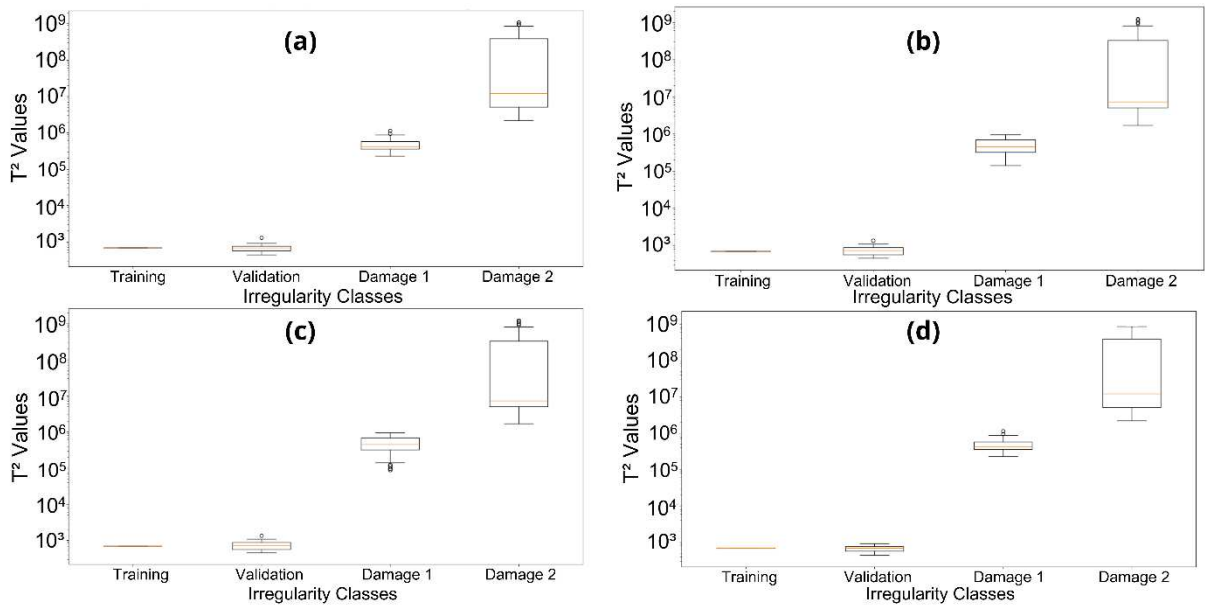 (a)
T² Values
10⁹
10⁸
10⁷
10⁶
10⁵
10⁴
10³
Training Validation Damage 1 Damage 2
Irregularity Classes
(b)
T² Values
10⁹
10⁸
10⁷
10⁶
10⁵
10⁴
10³
Training Validation Damage 1 Damage 2
Irregularity Classes
(c)
T² Values
10⁹
10⁸
10⁷
10⁶
10⁵
10⁴
10³
Training Validation Damage 1 Damage 2
Irregularity Classes
(d)
T² Values
10⁹
10⁸
10⁷
10⁶
10⁵
10⁴
10³
Training Validation Damage 1 Damage 2
Irregularity Classes